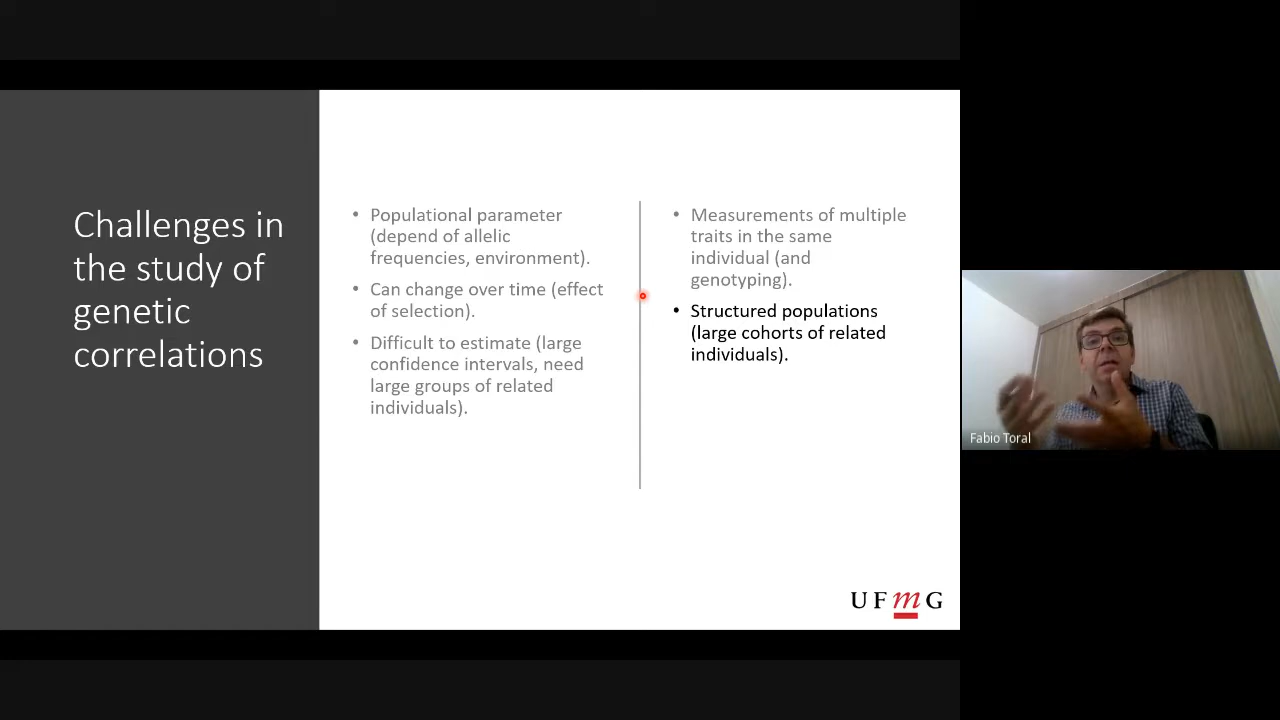 Challenges in
the study of
genetic
correlations
• Populational parameter
(depend of allelic
frequencies, environment).
• Can change over time (effect
of selection).
• Difficult to estimate (large
confidence intervals, need
large groups of related
individuals).
• Measurements of multiple
traits in the same
individual (and
genotyping).
• Structured populations
(large cohorts of related
individuals).
UFmG
Fabio Toral